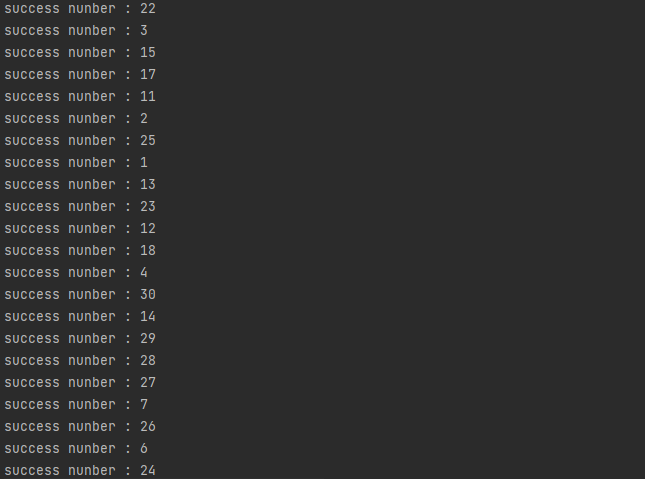 success nunber : 22
success nunber : 3
success nunber : 15
success nunber : 17
success nunber : 11
success nunber : 2
success nunber : 25
success nunber : 1
success nunber : 13
success nunber : 23
success nunber : 12
success nunber : 18
success nunber : 4
success nunber : 30
success nunber : 14
success nunber : 29
success nunber : 28
success nunber : 27
success nunber : 7
success nunber : 26
success nunber : 6
success nunber : 24